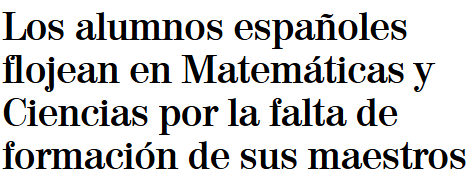 Los alumnos españoles
flojean en Matemáticas y
Ciencias por la falta de
formación de sus maestros